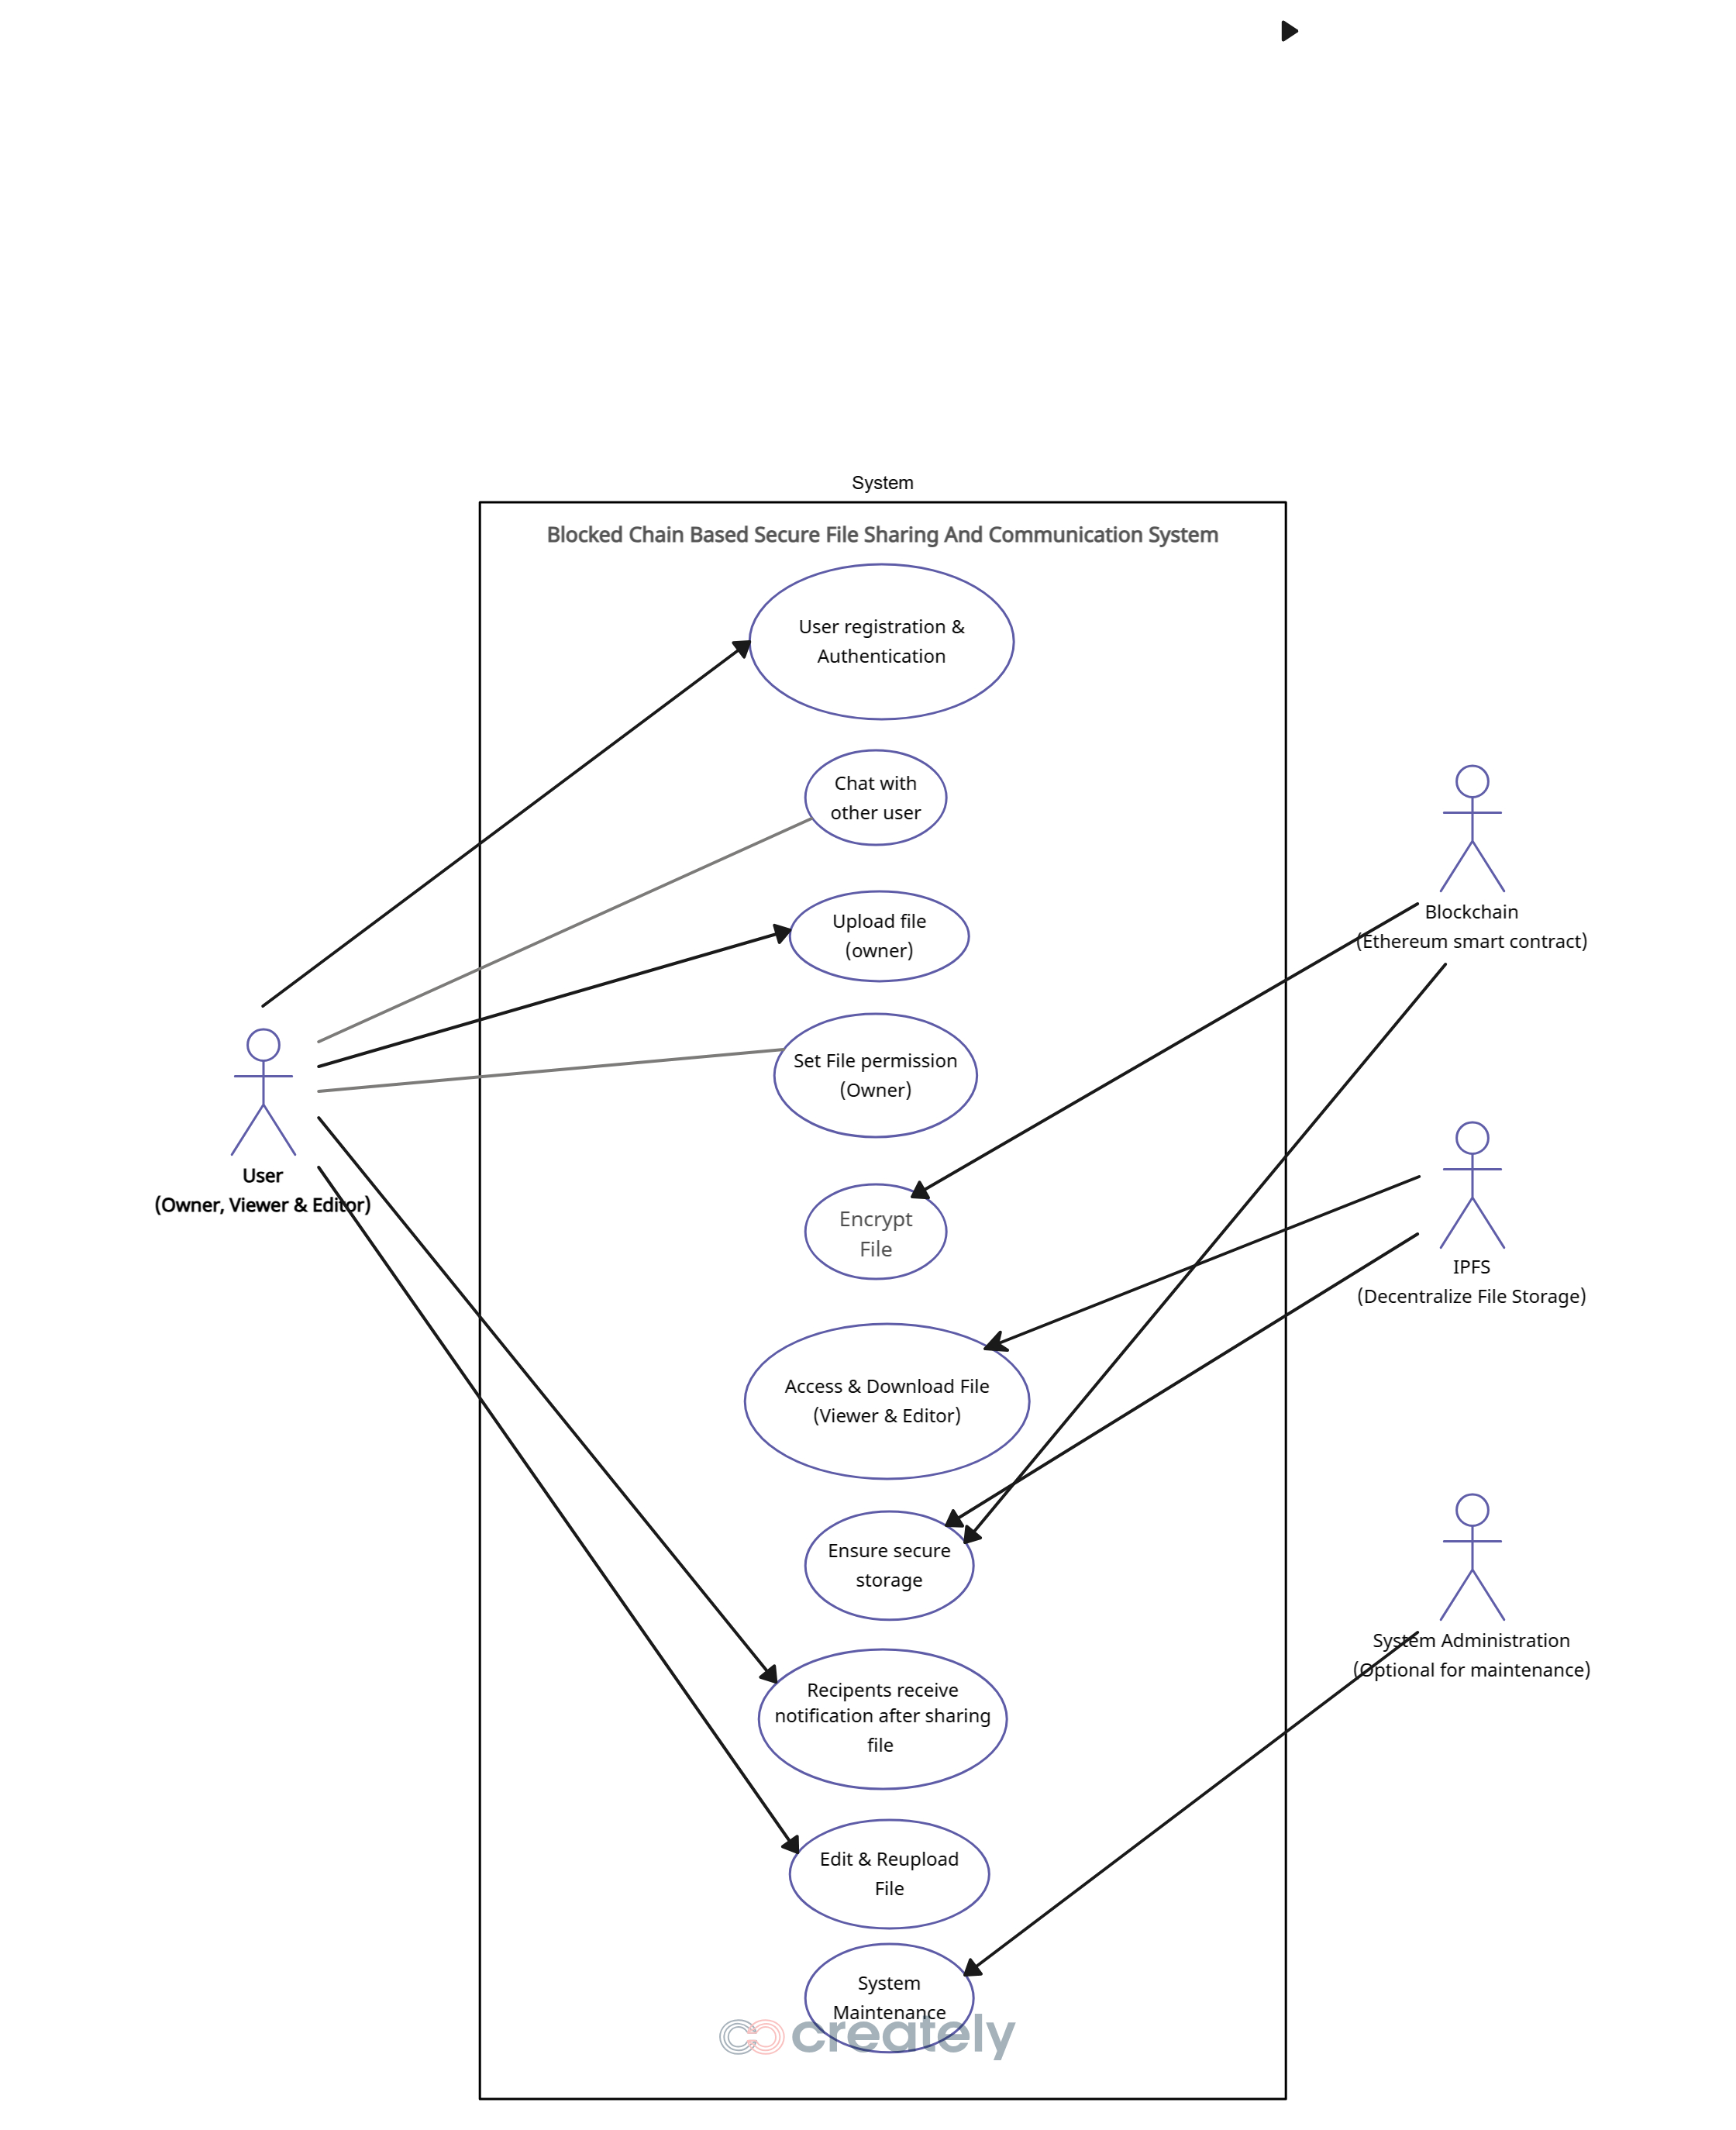 System
Blocked Chain Based Secure File Sharing And Communication System
User registration &
Authentication
Chat with
other user
Upload file
(owner)
Blockchain
(Ethereum smart contract)
Set File permission
(Owner)
User
(Owner, Viewer & Editor)
Encrypt
File
IPFS
(Decentralize File Storage)
Access & Download File
(Viewer & Editor)
Ensure secure
storage
System Administration
(Optional for maintenance)
Recipents receive
notification after sharing
file
Edit & Reupload
File
System
Maintenance
creately